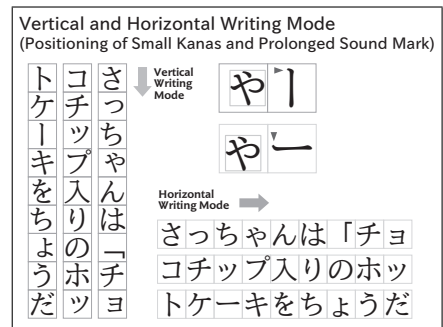 Vertical and Horizontal Writing Mode
(Positioning of Small Kanas and Prolonged Sound Mark)
さっちゃんは「チョ
コチップ入りのホッ
トケーキをちょうだ
Vertical
Writing
Mode
やー
やー
Horizontal
Writing Mode
さっちゃんは「チョ
コチップ入りのホッ
トケーキをちょうだ